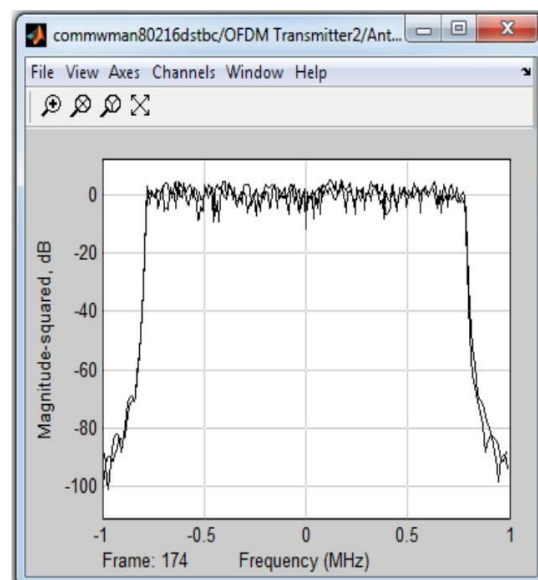 commwman80216dstbc/OFDM Transmitter2/Ant...
File View Axes Channels Window Help
0
-20
-40
-60
-80
-100
Magnitude-squared, dB
-1 -0.5 0 0.5 1
Frame: 174 Frequency (MHz)